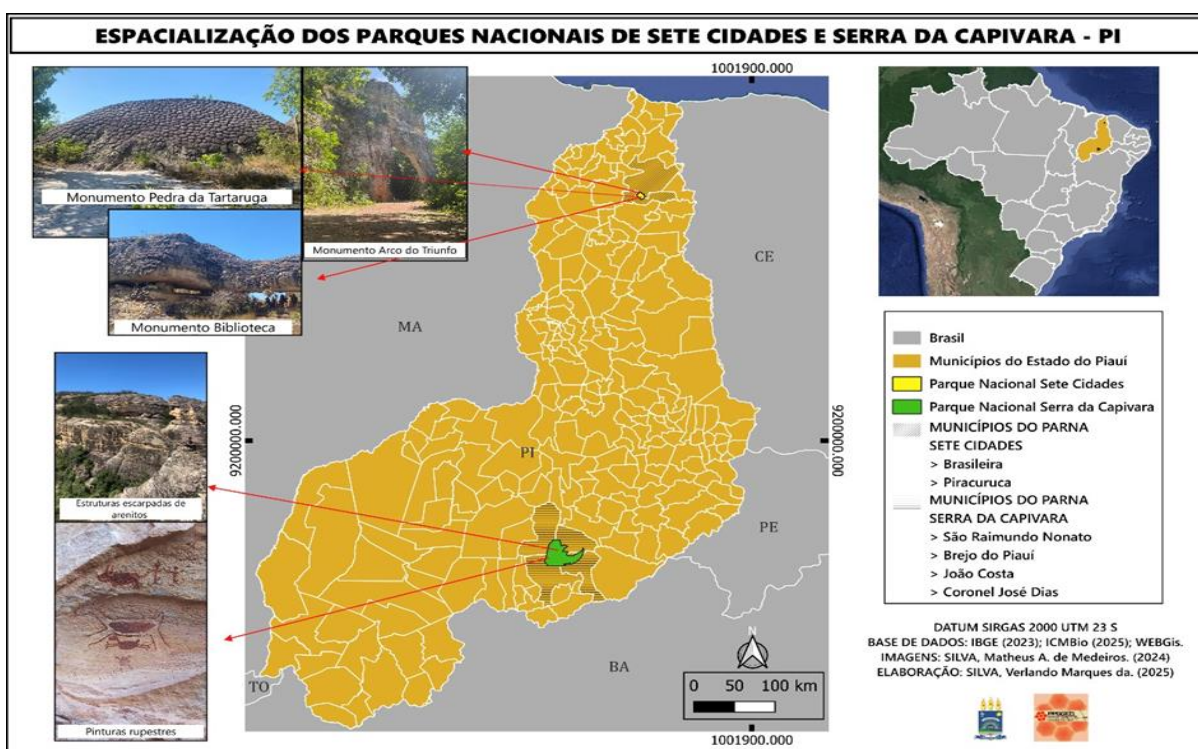 ESPACIALIZAÇÃO DOS PARQUES NACIONAIS DE SETE CIDADES E SERRA DA CAPIVARA - PI
Monumento Pedra da Tartaruga
Monumento Arco do Triunfo
Monumento Biblioteca
Estruturas escarpadas de
arenitos
Pinturas rupestres
1001900.000
9200000.000
MA
CE
PI
PE
BA
TO
9200000.000
N
0 50 100 km
1001900.000
Brasil
Municípios do Estado do Piauí
Parque Nacional Sete Cidades
Parque Nacional Serra da Capivara
MUNICÍPIOS DO PARNA
SETE CIDADES
> Brasileira
> Piracuruca
MUNICÍPIOS DO PARNA
SERRA DA CAPIVARA
> São Raimundo Nonato
> Brejo do Piauí
> João Costa
> Coronel José Dias
DATUM SIRGAS 2000 UTM 23 S
BASE DE DADOS: IBGE (2023); ICMBio (2025); WEBGis.
IMAGENS: SILVA, Matheus A. de Medeiros. (2024)
ELABORAÇÃO: SILVA, Verlando Marques da. (2025)